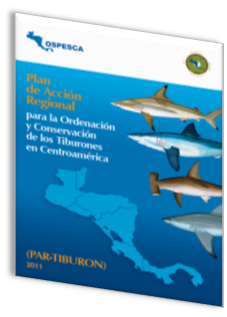 OSPESCA
Plan
de Acción
Regional
para la Ordenación
y Conservación
de los Tiburones
en Centroamérica
(PAR-TIBURON)
2011